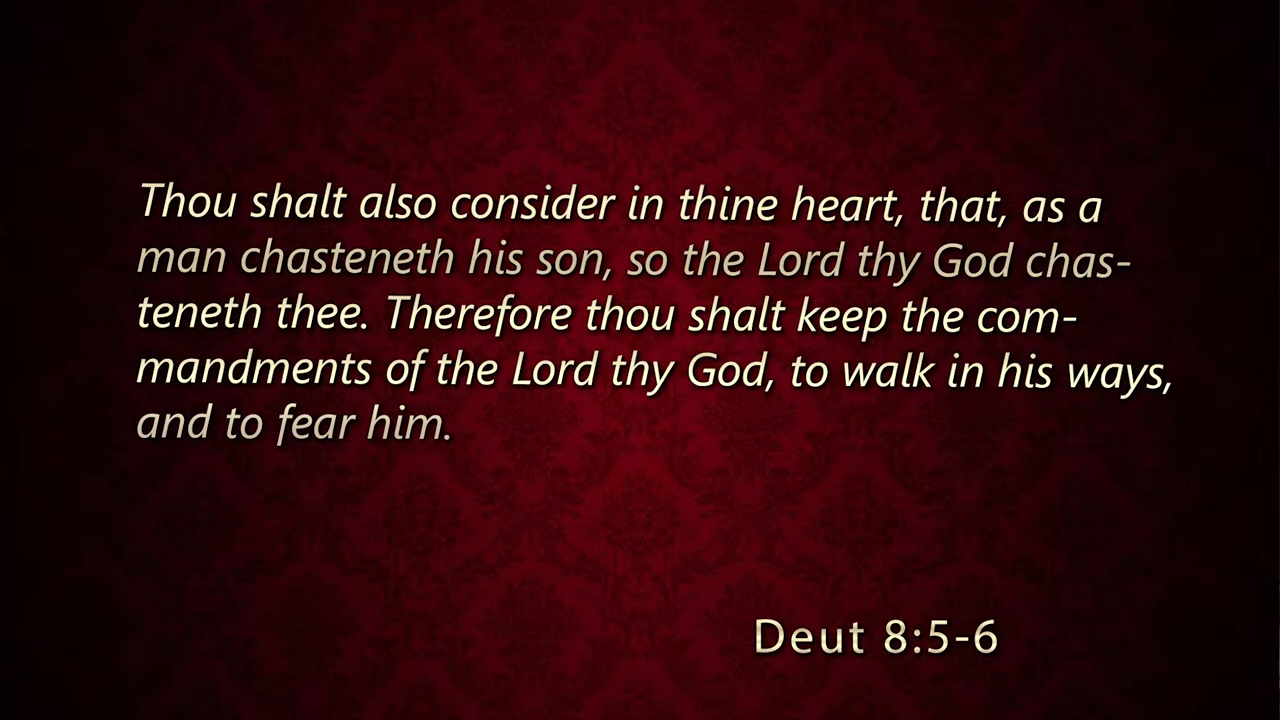 Thou shalt also consider in thine heart, that, as a
man chasteneth his son, so the Lord thy God chas-
teneth thee. Therefore thou shalt keep the com-
mandments of the Lord thy God, to walk in his ways,
and to fear him.
Deut 8:5-6